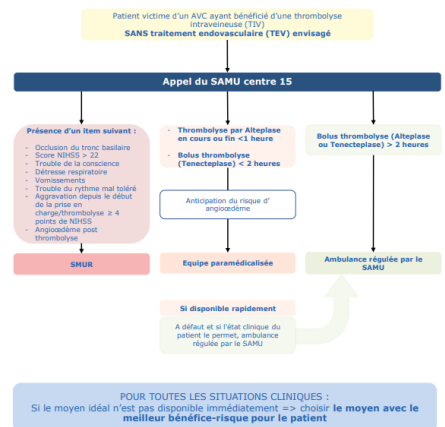 Patient victime d'un AVC ayant bénéficié d'une thrombolyse
intraveineuse (TIV)
SANS traitement endovasculaire (TEV) envisagé
Appel du SAMU centre 15
Présence d'un item suivant :
- Occlusion du tronc basilaire
- Score NIHSS > 22
- Trouble de la conscience
- Détresse respiratoire
- Vomissements
- Trouble du rythme mal toléré
- Aggravation depuis le début
de la prise en
charge/thrombolyse ≥ 4
points de NIHSS
- Angioœdème post
thrombolyse
SMUR
- Thrombolyse par Alteplase
en cours ou fin <1 heure
- Bolus thrombolyse
(Tenecteplase) < 2 heures
Anticipation du risque d'
angioœdème
Equipe paramédicalisée
Si disponible rapidement
A défaut et si l'état clinique du
patient le permet, ambulance
régulée par le SAMU
Bolus thrombolyse (Alteplase
ou Tenecteplase) > 2 heures
Ambulance régulée par le
SAMU
POUR TOUTES LES SITUATIONS CLINIQUES :
Si le moyen idéal n'est pas disponible immédiatement => choisir le moyen avec le
meilleur bénéfice-risque pour le patient